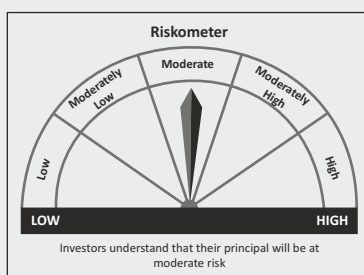 Riskometer
Low
Moderately
Low
Moderate
Moderately
High
High
LOW
HIGH
Investors understand that their principal will be at
moderate risk